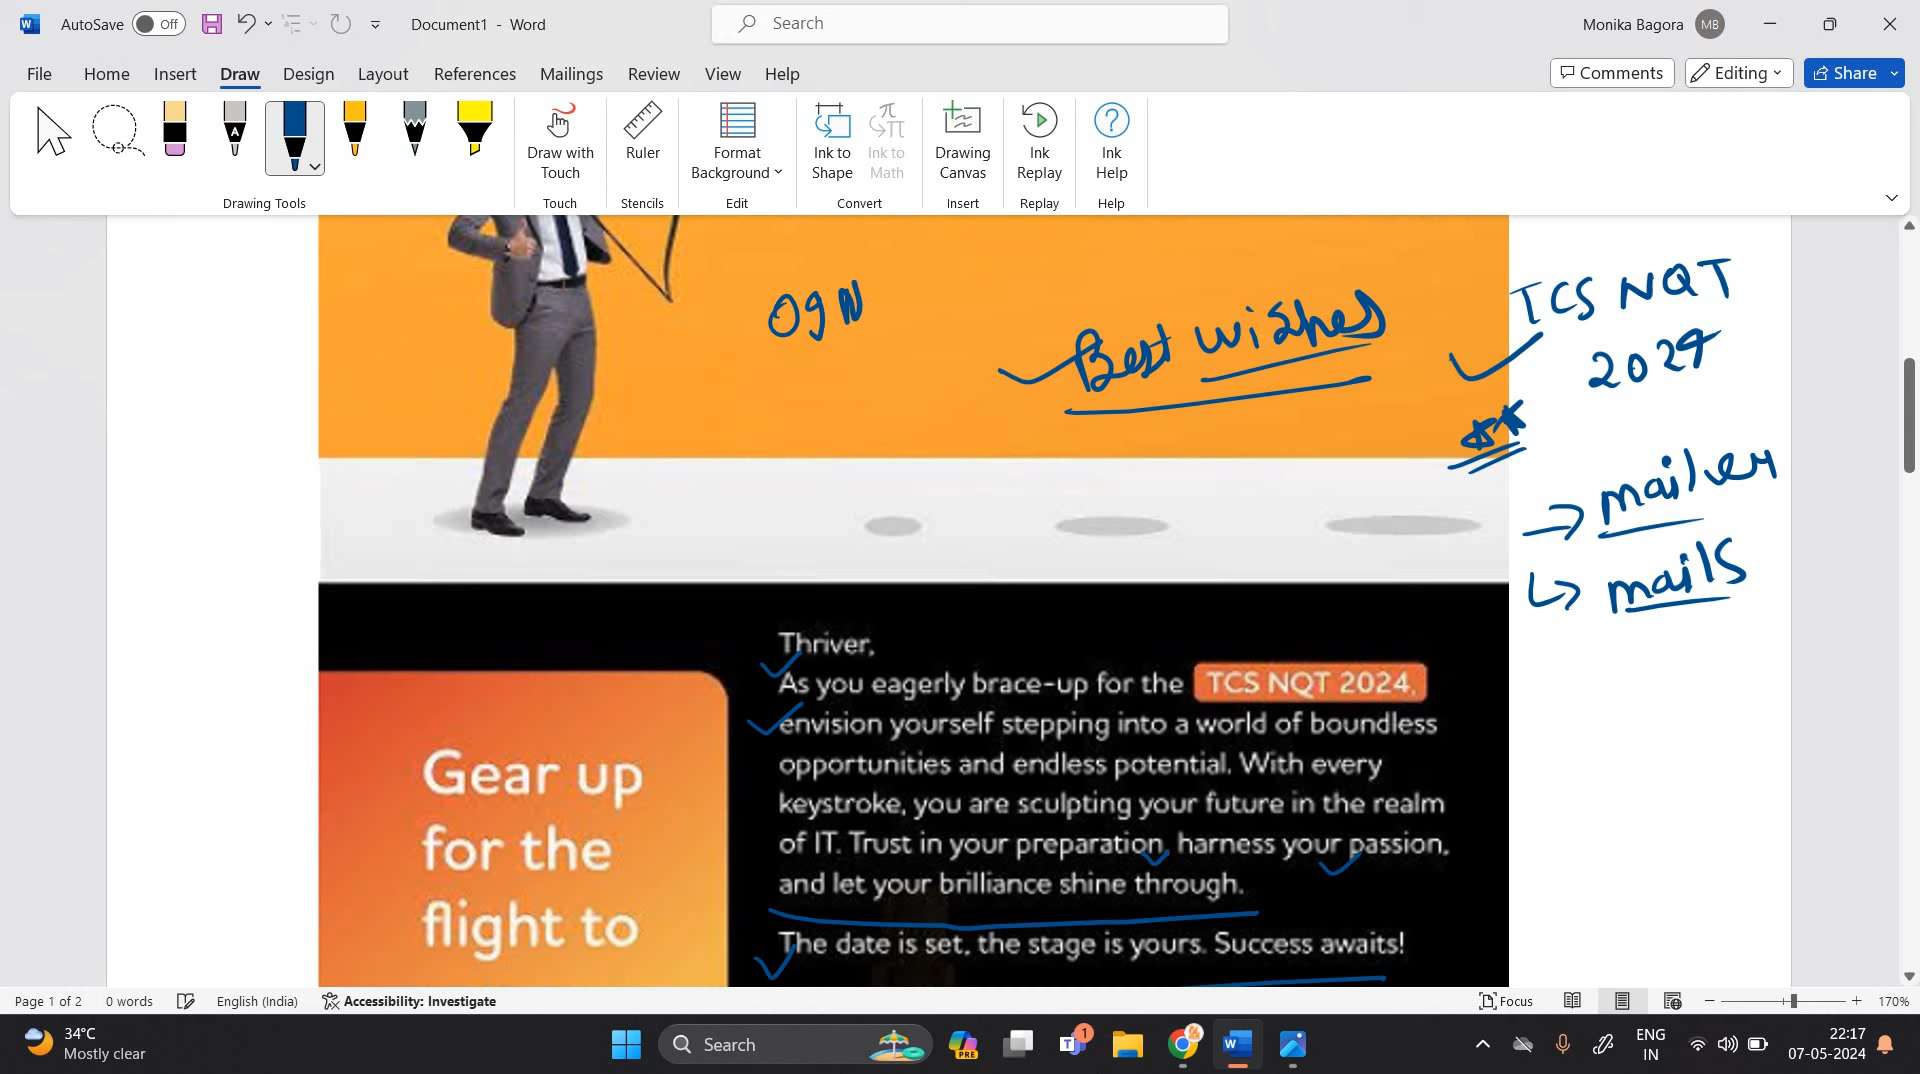 AutoSave Off Document1 - Word Search Monika Bagora MB
File Home Insert Draw Design Layout References Mailings Review View Help Comments Editing Share
A
Draw with Touch
Ruler
Format Background
Ink to Shape
Ink to Math
Drawing Canvas
Ink Replay
Ink Help
Drawing Tools Touch Stencils Edit Convert Insert Replay Help
TCS NQT
2024
Best wishes
mails
Thriver,
As you eagerly brace-up for the TCS NQT 2024,
envision yourself stepping into a world of boundless
opportunities and endless potential. With every
keystroke, you are sculpting your future in the realm
of IT. Trust in your preparation, harness your passion,
and let your brilliance shine through.
The date is set, the stage is yours. Success awaits!
Gear up
for the
flight to
Page 1 of 2 0 words English (India) Accessibility: Investigate Focus 170%
34°C
Mostly clear
Search
PRE
1
ENG
IN
22:17
07-05-2024